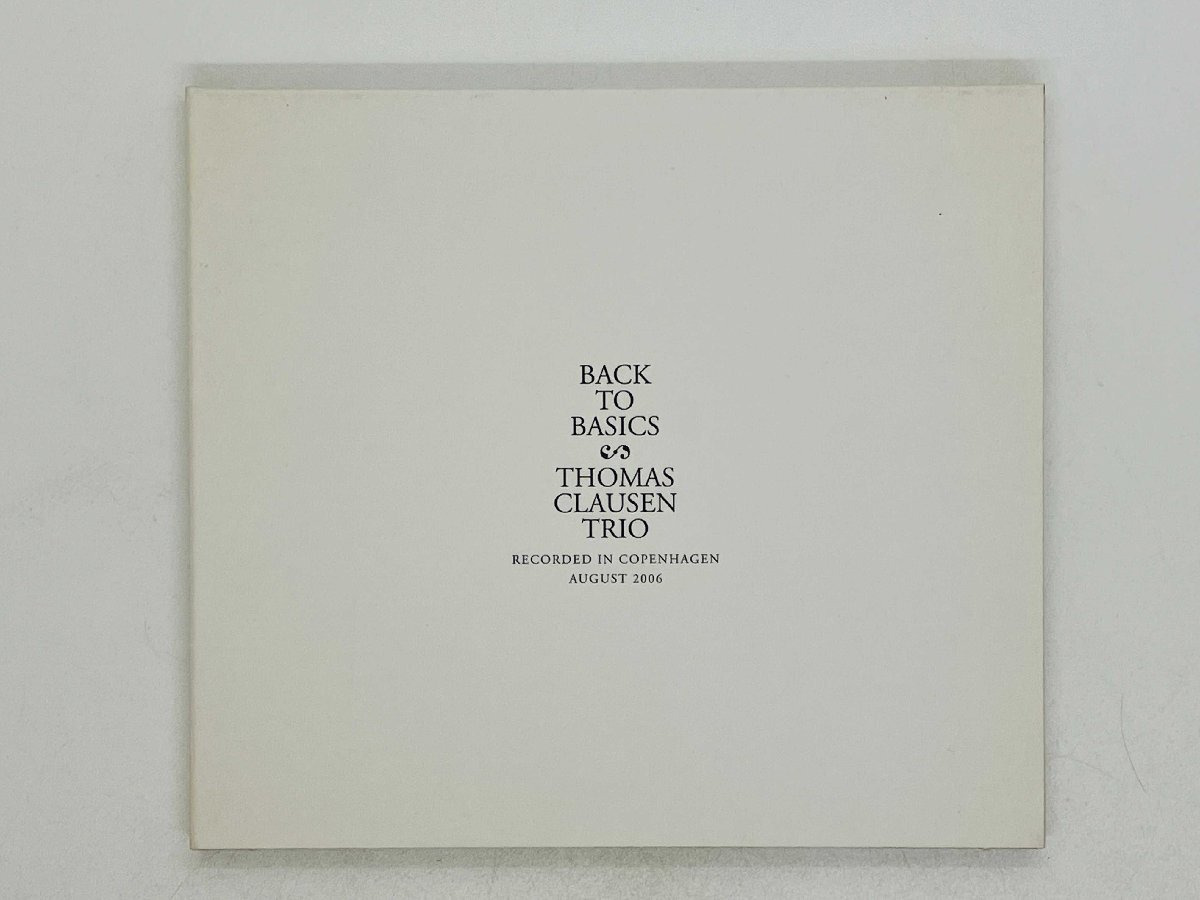 BACK
TO
BASICS
THOMAS
CLAUSEN
TRIO
RECORDED IN COPENHAGEN
AUGUST 2006